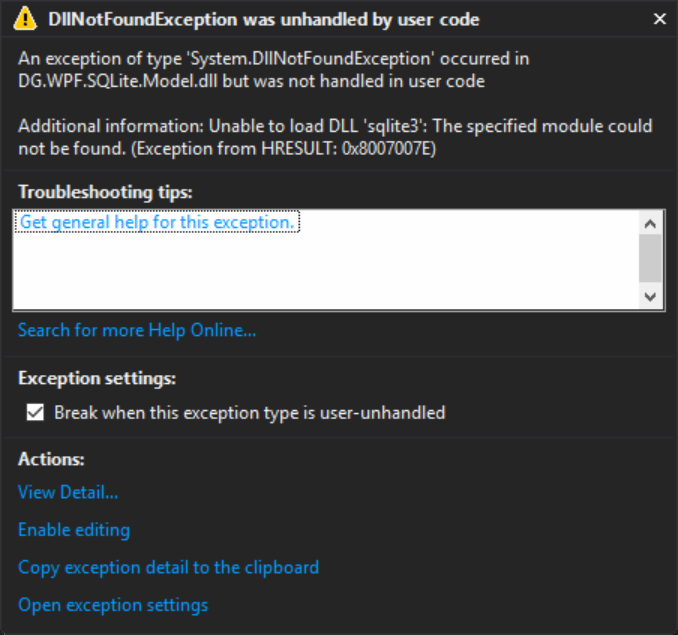 DllNotFoundException was unhandled by user code
An exception of type 'System.DllNotFoundException' occurred in
DG.WPF.SQLite.Model.dll but was not handled in user code
Additional information: Unable to load DLL 'sqlite3': The specified module could
not be found. (Exception from HRESULT: 0x8007007E)
Troubleshooting tips:
Get general help for this exception.
Search for more Help Online...
Exception settings:
Break when this exception type is user-unhandled
Actions:
View Detail...
Enable editing
Copy exception detail to the clipboard
Open exception settings